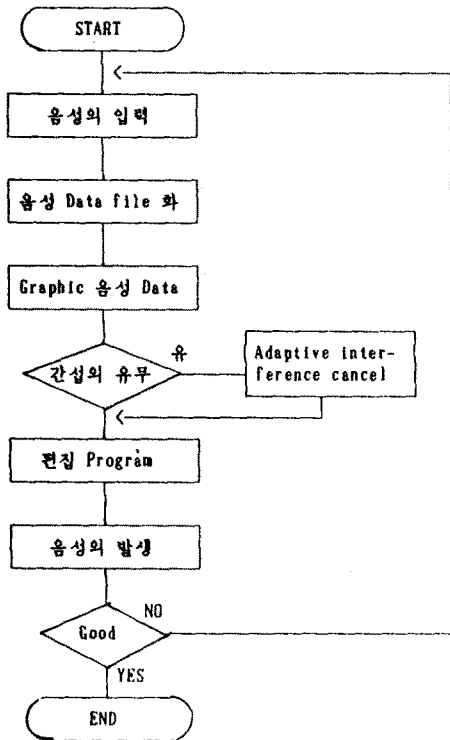 START
음성의 입력
음성 Data file 화
Graphic 음성 Data
간섭의 유무
유
Adaptive inter-
ference cancel
편집 Program
음성의 발생
Good
NO
YES
END